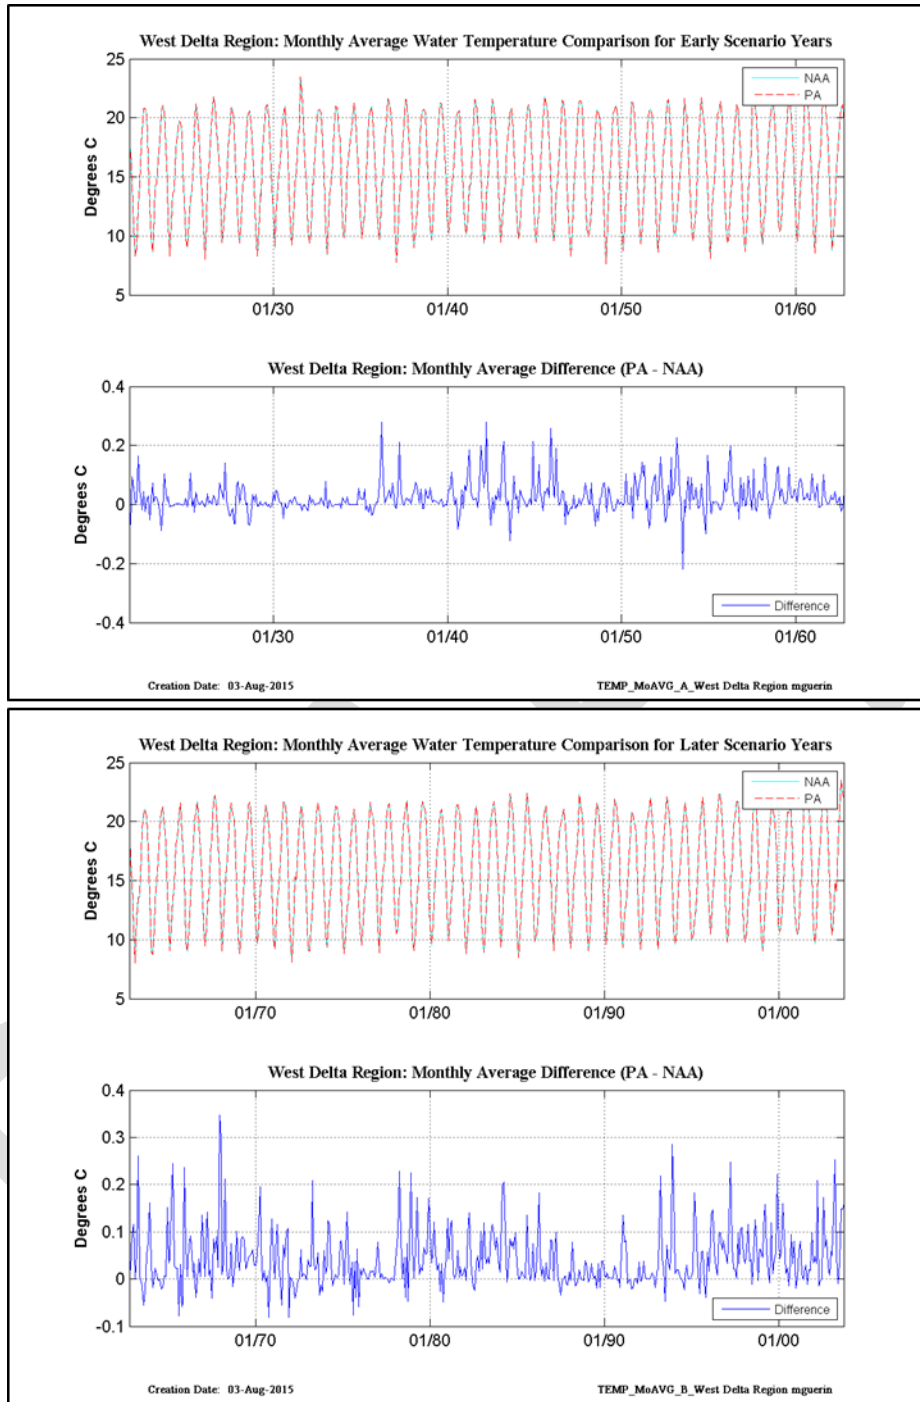 West Delta Region: Monthly Average Water Temperature Comparison for Early Scenario Years
25
20
15
10
5
Degrees C
NAA
PA
01/30
01/40
01/50
01/60
West Delta Region: Monthly Average Difference (PA - NAA)
0.4
0.2
0
-0.2
-0.4
Degrees C
Difference
01/30
01/40
01/50
01/60
Creation Date: 03-Aug-2015
TEMP_MoAVG_A_West Delta Region mguerin
West Delta Region: Monthly Average Water Temperature Comparison for Later Scenario Years
25
20
15
10
5
Degrees C
NAA
PA
01/70
01/80
01/90
01/00
West Delta Region: Monthly Average Difference (PA - NAA)
0.4
0.3
0.2
0.1
0
-0.1
Degrees C
Difference
01/70
01/80
01/90
01/00
Creation Date: 03-Aug-2015
TEMP_MoAVG_B_West Delta Region mguerin